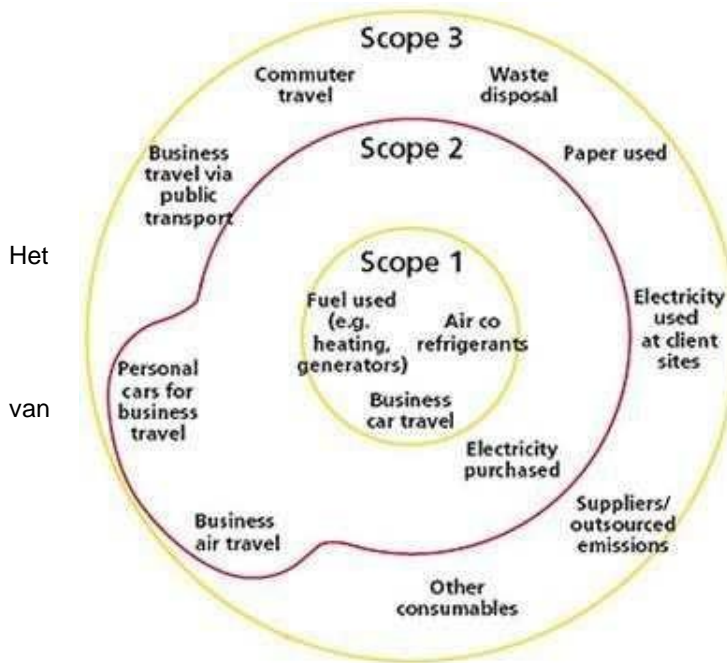 Scope 3
Commuter
travel
Waste
disposal
Business
travel via
public
transport
Scope 2
Paper used
Het
Scope 1
Fuel used
(e.g.
heating,
generators)
Air co
refrigerants
Electricity
used
at client
sites
Personal
cars for
business
travel
van
Business
car travel
Electricity
purchased
Business
air travel
Suppliers/
outsourced
emissions
Other
consumables